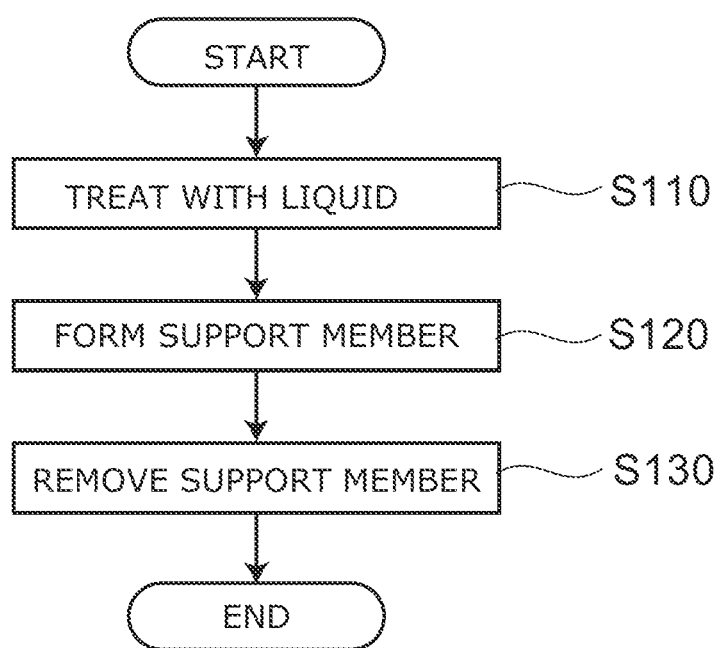 START
TREAT WITH LIQUID
S110
FORM SUPPORT MEMBER
S120
REMOVE SUPPORT MEMBER
S130
END